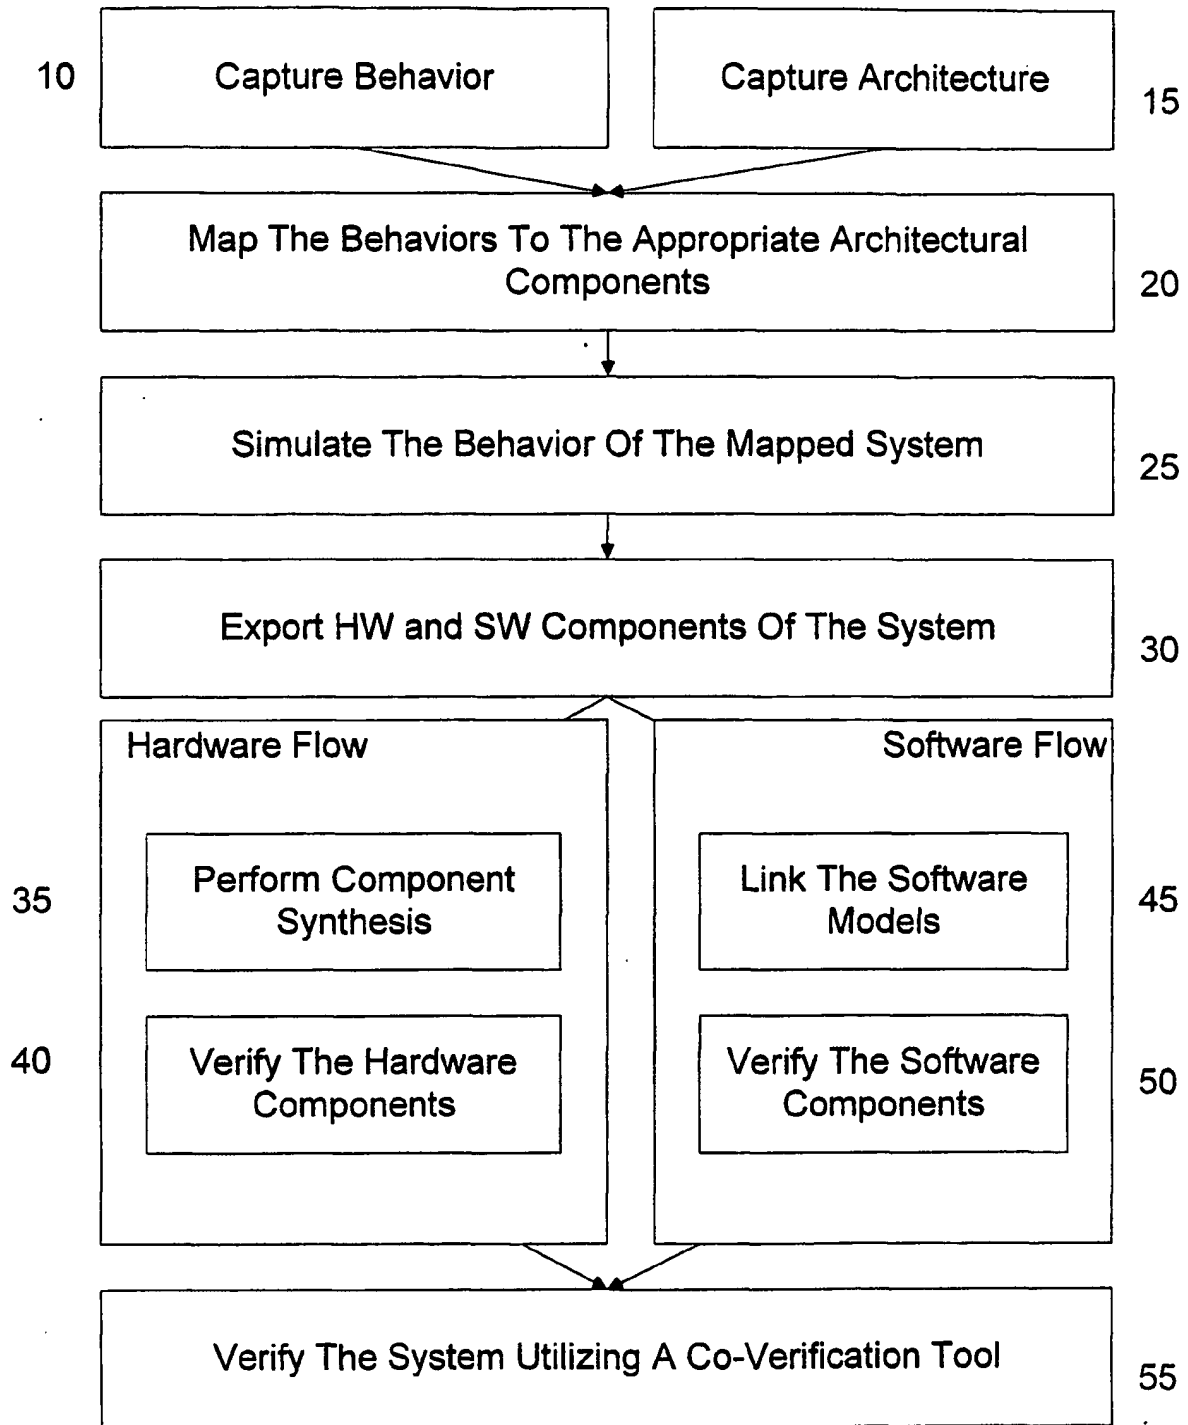 10
Capture Behavior
Capture Architecture
15
Map The Behaviors To The Appropriate Architectural
Components
20
Simulate The Behavior Of The Mapped System
25
Export HW and SW Components Of The System
30
Hardware Flow
Software Flow
35
Perform Component
Synthesis
Link The Software
Models
45
40
Verify The Hardware
Components
Verify The Software
Components
50
Verify The System Utilizing A Co-Verification Tool
55